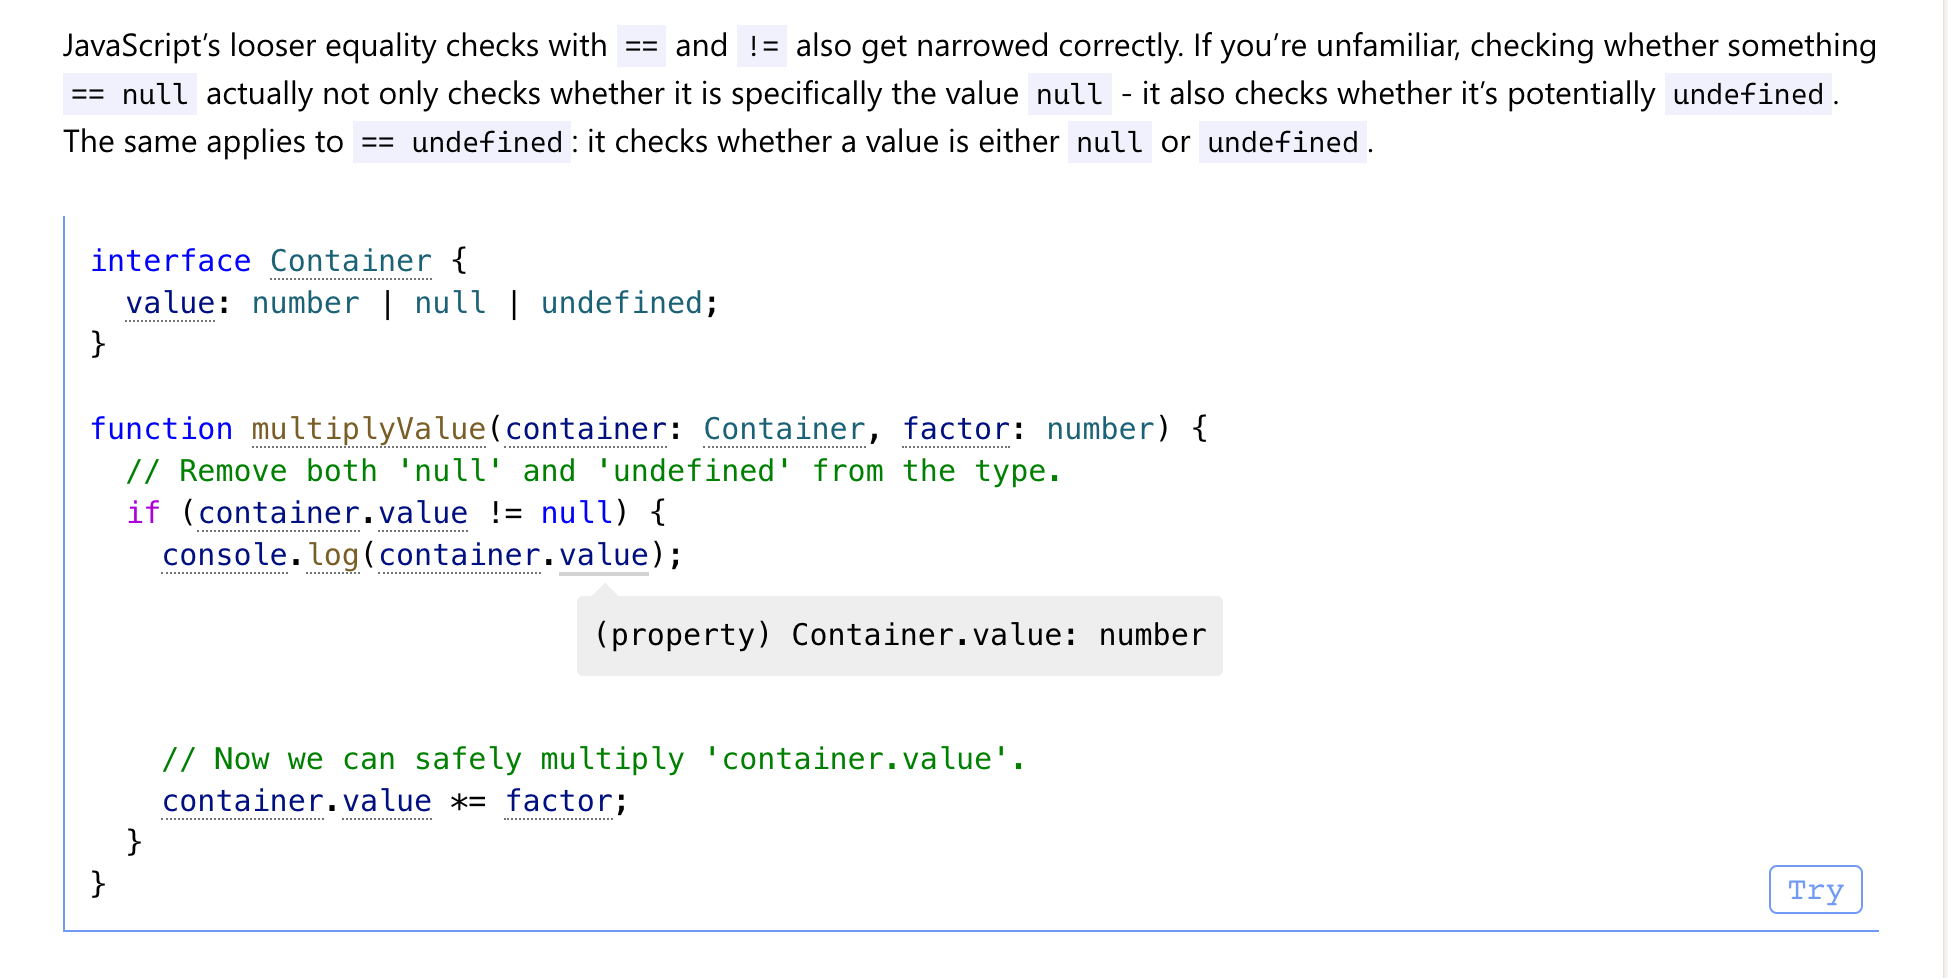 JavaScript’s looser equality checks with == and != also get narrowed correctly. If you’re unfamiliar, checking whether something
== null actually not only checks whether it is specifically the value null - it also checks whether it’s potentially undefined.
The same applies to == undefined: it checks whether a value is either null or undefined.
interface Container {
  value: number | null | undefined;
}
function multiplyValue(container: Container, factor: number) {
  // Remove both 'null' and 'undefined' from the type.
  if (container.value != null) {
    console.log(container.value);
(property) Container.value: number
    // Now we can safely multiply 'container.value'.
    container.value *= factor;
  }
}
Try